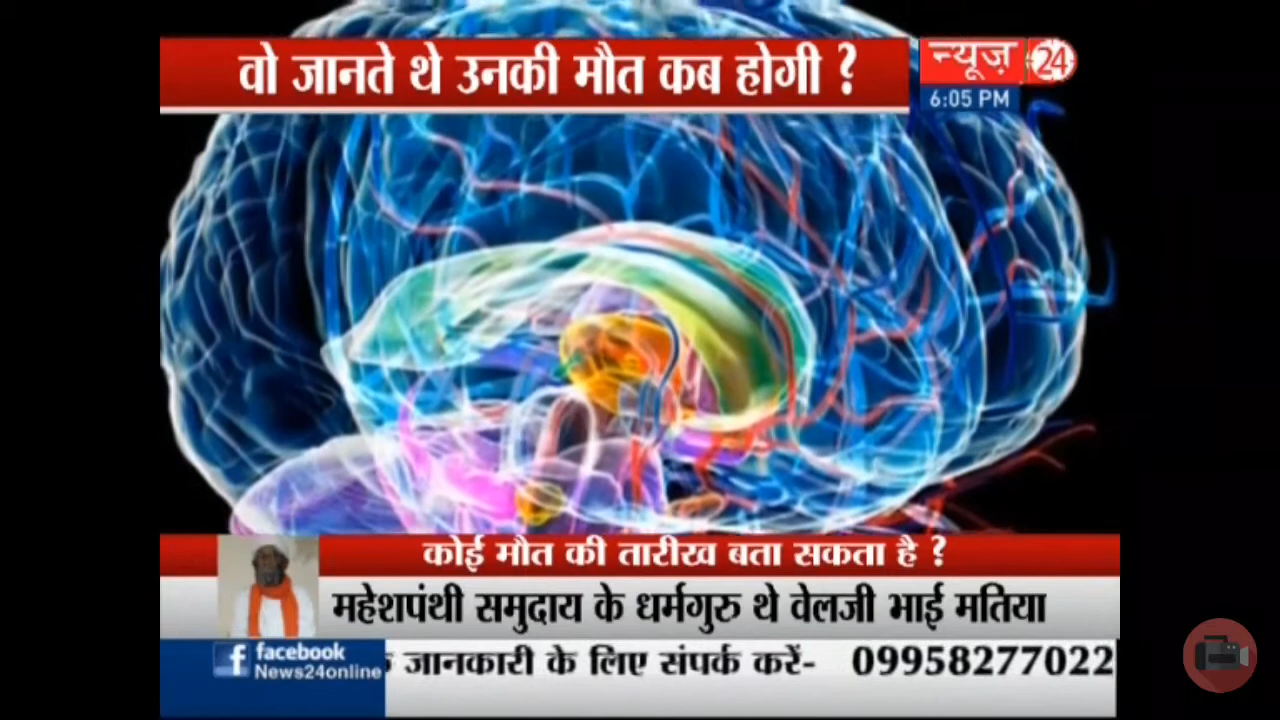 वो जानते थे उनकी मौत कब होगी ?
न्यूज़ 24
6:05 PM
कोई मौत की तारीख बता सकता है ?
महेशपंथी समुदाय के धर्मगुरु थे वेलजी भाई मतिया
f facebook
News24online
जानकारी के लिए संपर्क करें- 09958277022